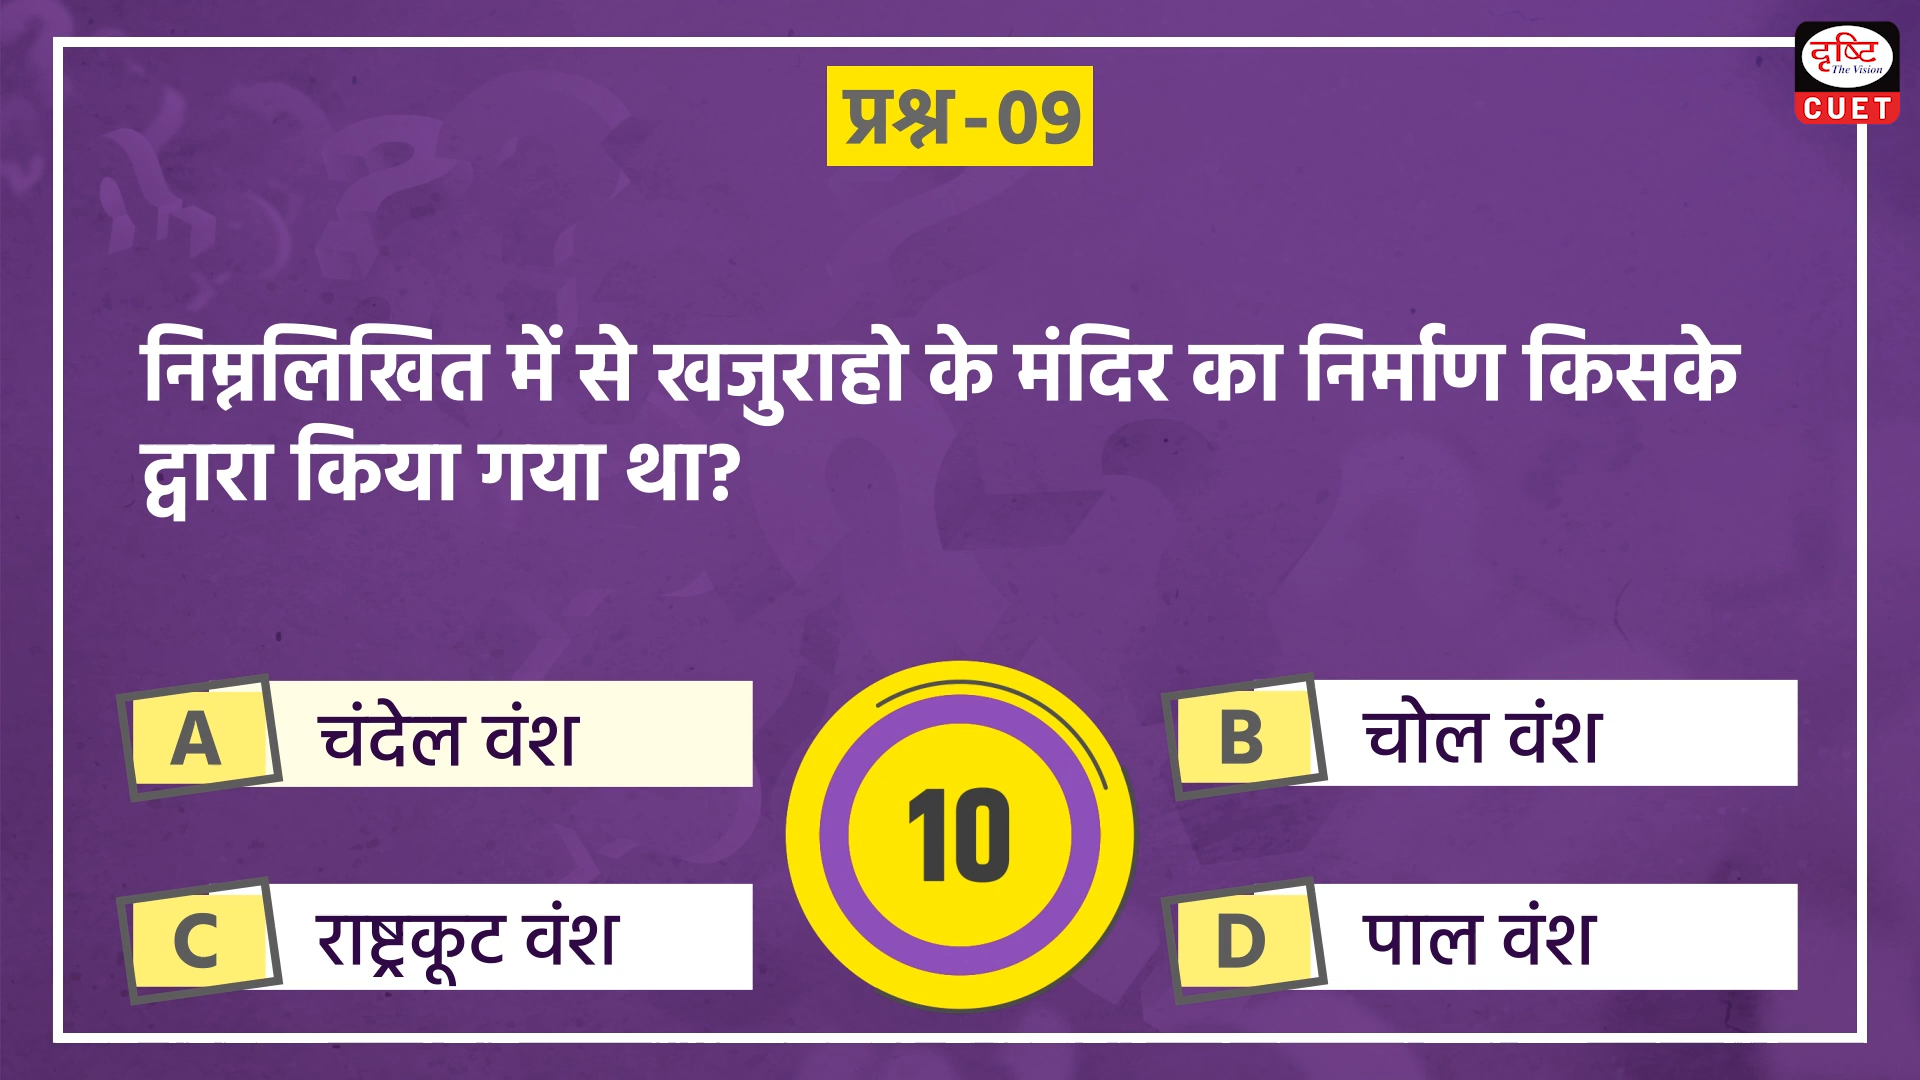 दृष्टि
The Vision
CUET
प्रश्न-09
निम्नलिखित में से खजुराहो के मंदिर का निर्माण किसके
द्वारा किया गया था?
A चंदेल वंश
B चोल वंश
10
C राष्ट्रकूट वंश
D पाल वंश